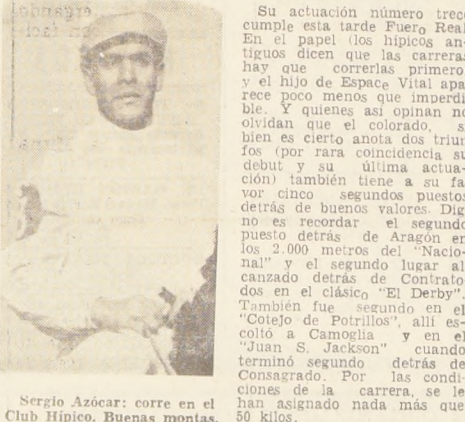 Sergio Azócar: corre en el
Club Hípico. Buenas montas.
Su actuación número trec
cumple esta tarde Fuero Real
En el papel (los hípicos an-
tiguos dicen que las carreras
hay que correrlas primero
y el hijo de Espace Vital apa
rece poco menos que imperdi
ble. Y quienes así opinan no
olvidan que el colorado, s
bien es cierto anota dos triun
fos (por rara coincidencia su
debut y su última actua-
ción) también tiene a su fa
vor cinco segundos puestos
detrás de buenos valores. Dig
no es recordar el segundo
puesto detrás de Aragón en
los 2.000 metros del "Nacio-
nal" y el segundo lugar al
canzado detrás de Contrato
dos en el clásico "El Derby".
También fue segundo en el
"Cotejo de Potrillos", allí es-
coltó a Camoglia y en el
"Juan S. Jackson" cuando
terminó segundo detrás de
Consagrado. Por las condi-
ciones de la carrera, se le
han asignado nada más que
50 kilos.